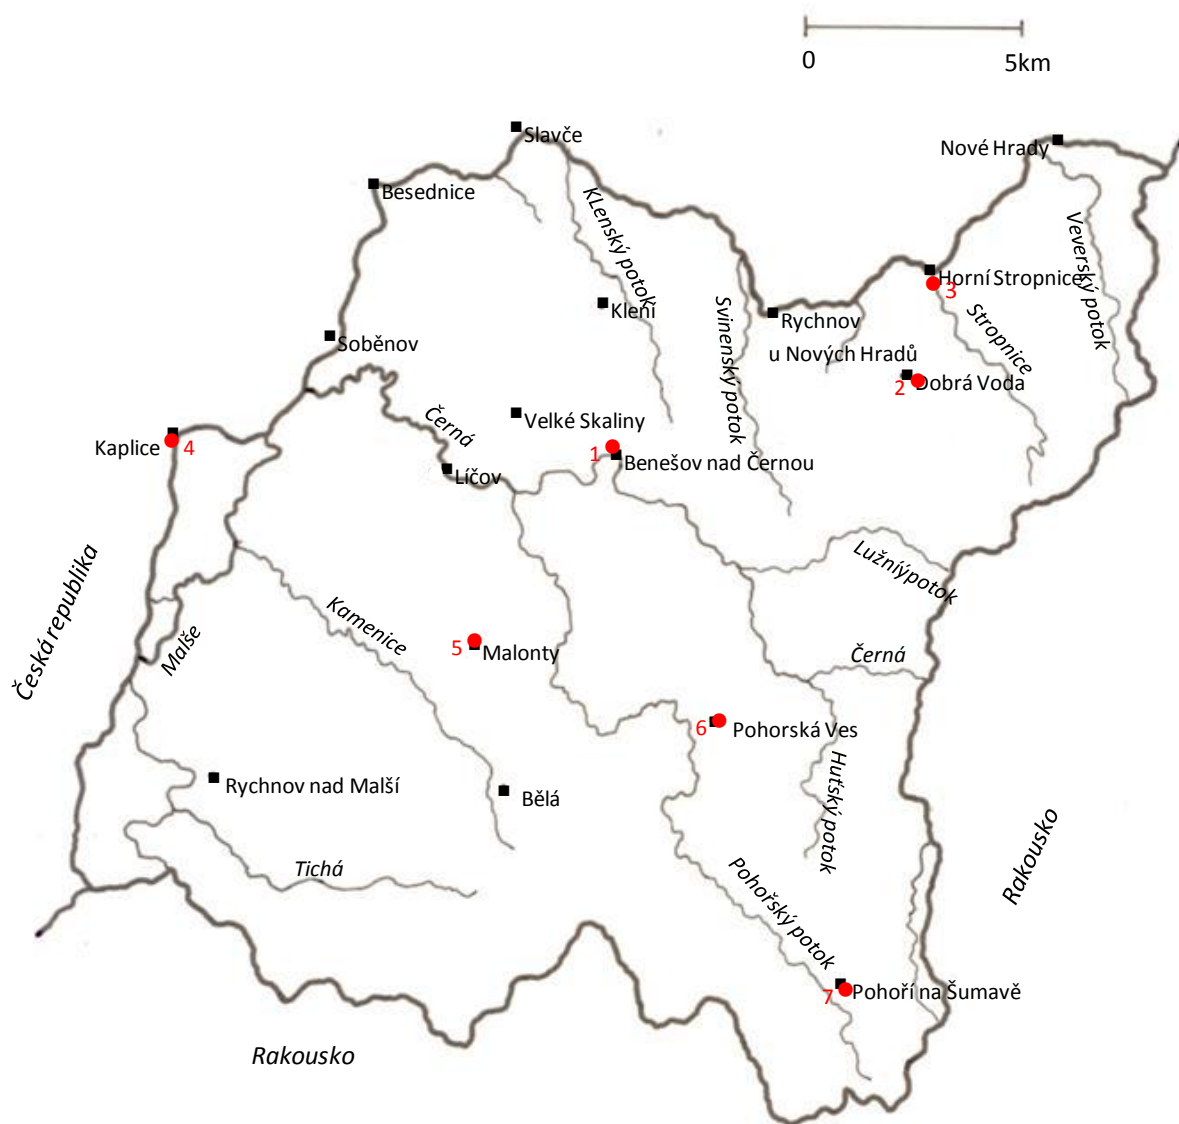 0
5km
Slavče
Nové Hrady
Besednice
KLenský potok
Veverský potok
Horní Stropnice
3
Klení
Svinenský potok
Stropnice
Rychnov
u Nových Hradů
Soběnov
2
Dobrá Voda
Černá
Velké Skaliny
Kaplice
4
1
Benešov nad Černou
Líčov
Lužniýpotok
Česká republika
Malše
Kamenice
5
Malonty
Černá
6
Pohorská Ves
Huťský potok
Rychnov nad Malší
Bělá
Tichá
Rakousko
Pohořský potok
7
Pohoří na Šumavě
Rakousko